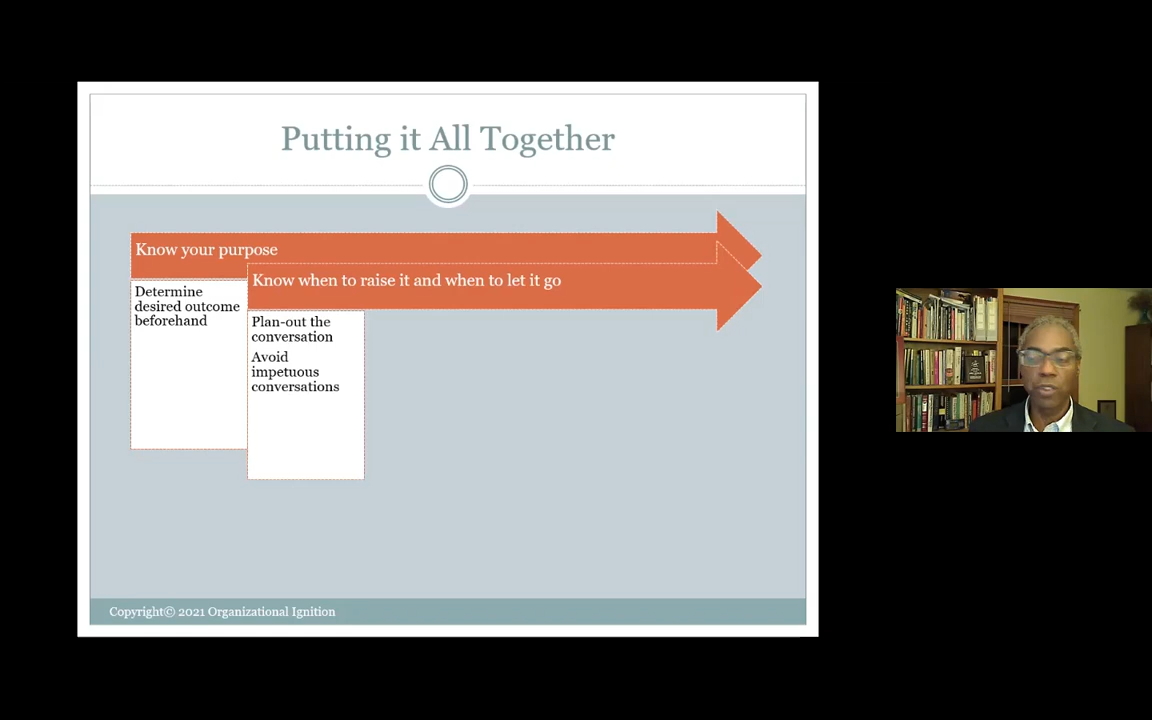 Putting it All Together
Know your purpose
Know when to raise it and when to let it go
Determine
desired outcome
beforehand
Plan-out the
conversation
Avoid
impetuous
conversations
Copyright© 2021 Organizational Ignition